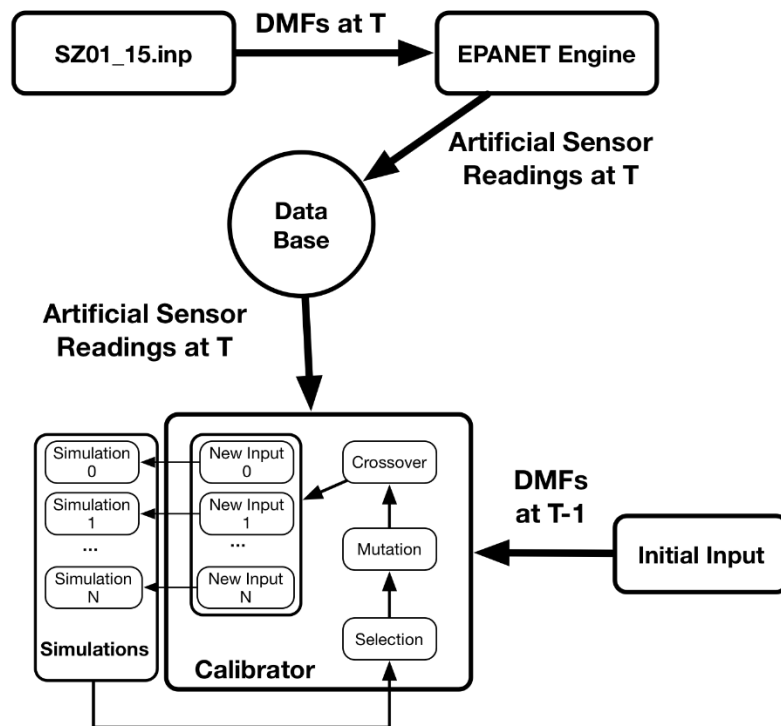 DMFs at T
SZ01_15.inp
EPANET Engine
Artificial Sensor
Readings at T
Data
Base
Artificial Sensor
Readings at T
Simulation
0
New Input
0
Crossover
Simulation
1
New Input
1
...
...
Mutation
DMFs
at T-1
Initial Input
Simulation
N
New Input
N
Selection
Simulations
Calibrator